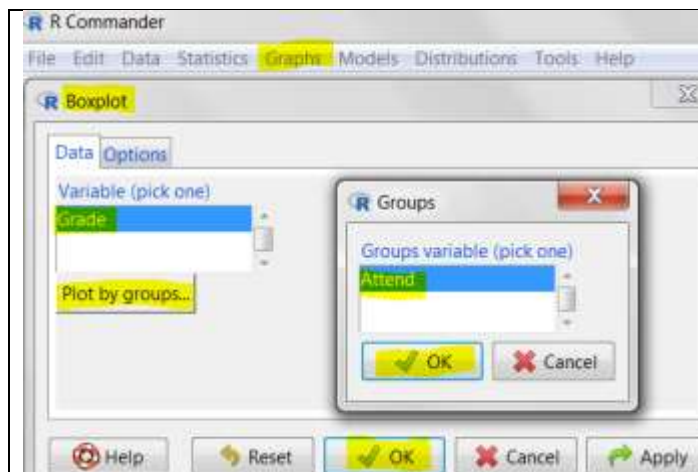 R Commander
File Edit Data Statistics Graphs Models Distributions Tools Help
Boxplot
Data Options
Variable (pick one)
Grade
Plot by groups...
Groups
Groups variable (pick one)
Attend
OK Cancel
Help Reset OK Cancel Apply